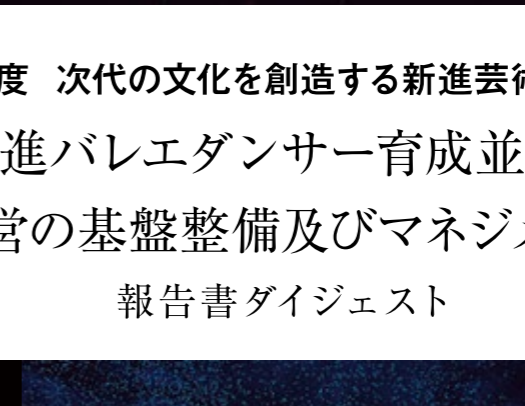 度 次代の文化を創造する新進芸術
進バレエダンサー育成並
営の基盤整備及びマネジメ
報告書ダイジェスト